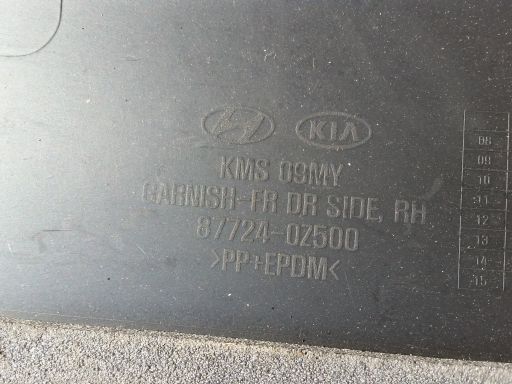 KIA
KMS 09MY
GARNISH-FR DR SIDE, RH
87724-0Z500
>PP+EPDM<
08
09
10
11
12
13
14
15